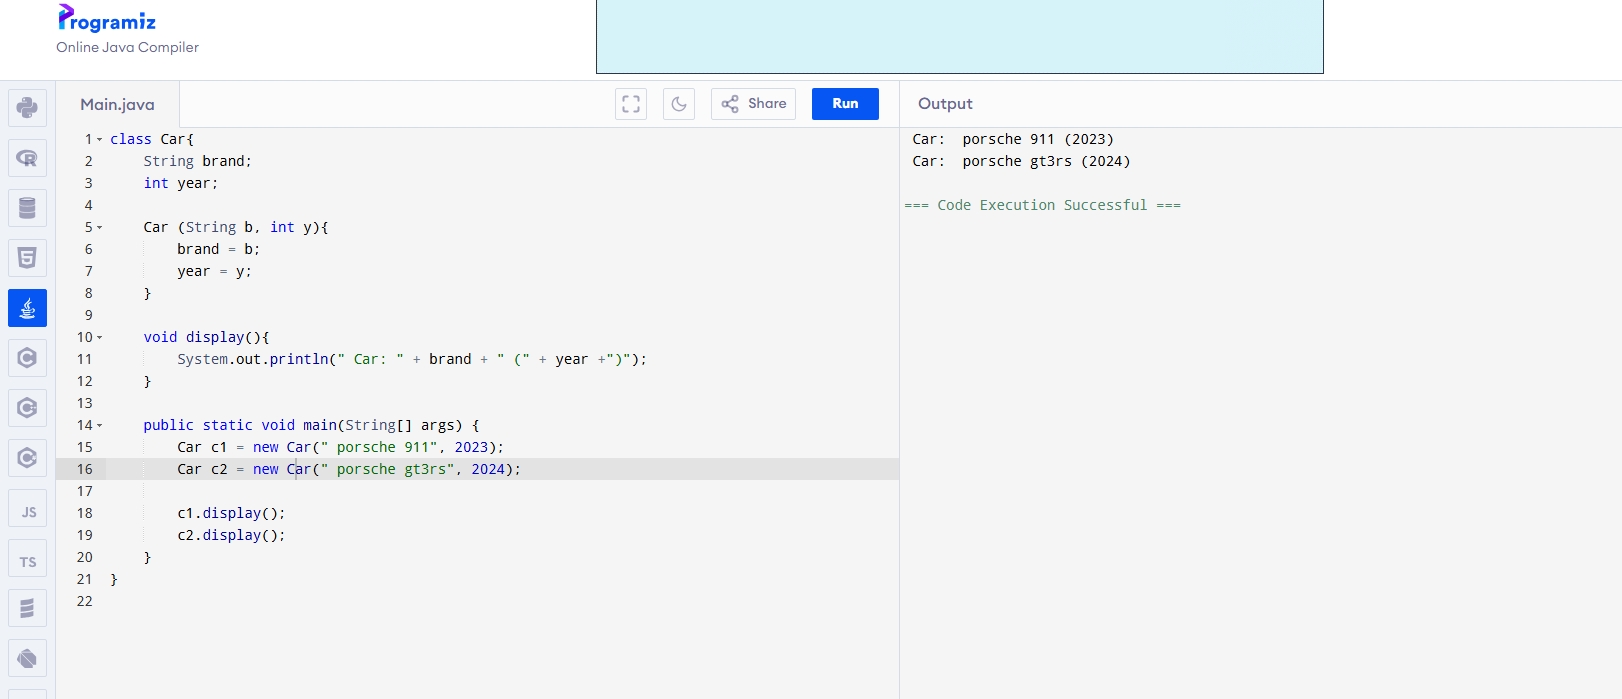 Programiz
Online Java Compiler
Main.java
Share
Run
Output
1 class Car{
2     String brand;
3     int year;
4
5     Car (String b, int y){
6         brand = b;
7         year = y;
8     }
9
10     void display(){
11         System.out.println(" Car: " + brand + " (" + year +")");
12     }
13
14     public static void main(String[] args) {
15         Car c1 = new Car(" porsche 911", 2023);
16         Car c2 = new Car(" porsche gt3rs", 2024);
17
18         c1.display();
19         c2.display();
20     }
21 }
22
Car:  porsche 911 (2023)
Car:  porsche gt3rs (2024)
=== Code Execution Successful ===
R
5
C
C
C
JS
TS